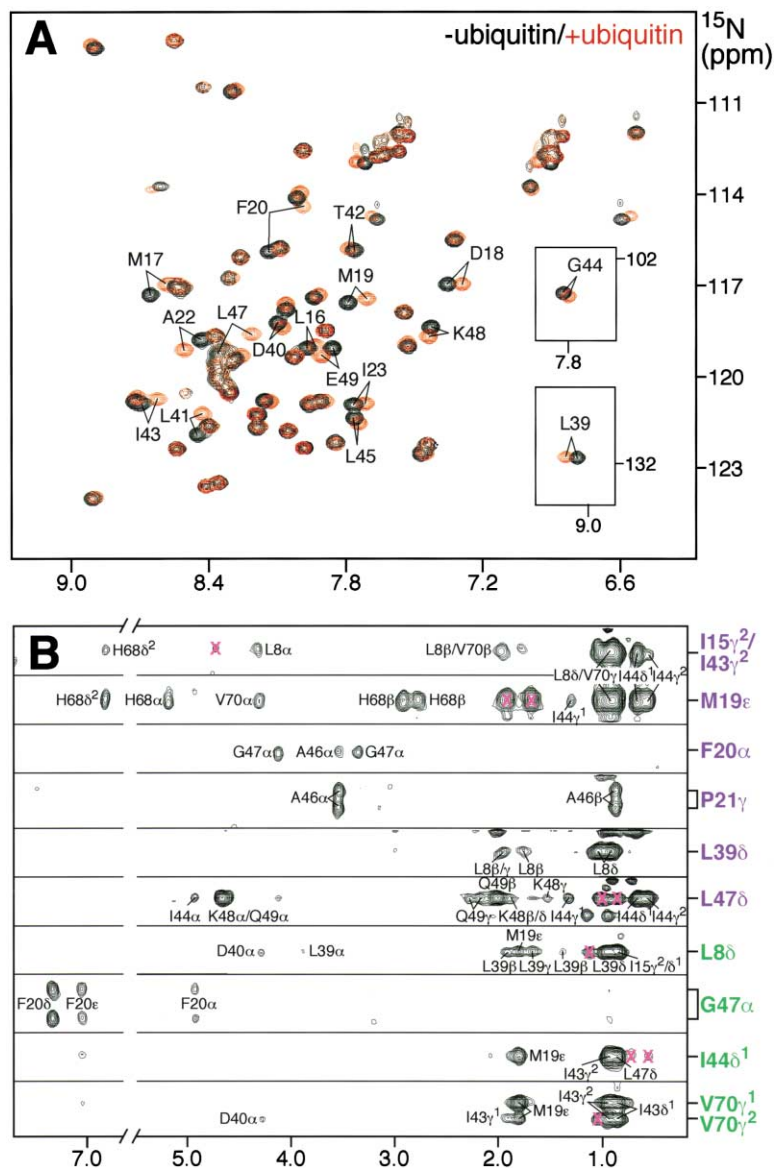 A
-ubiquitin/+ubiquitin
15N
(ppm)
111
114
117
120
123
F20
T42
M17
M19
D18
A22
L47
D40
L16
K48
E49
I23
I43
L41
L45
G44
102
7.8
L39
132
9.0
9.0 8.4 7.8 7.2 6.6
B
H68δ2 L8α L8β/V70β L8δ/V70γ I44δ1 I44γ2 I15γ2/
I43γ2
H68δ2 H68α V70α H68β H68β I44γ1 M19ε
G47α A46α G47α F20α
A46α A46β P21γ
L8β/γ L8β L8δ L39δ
I44α K48α/Q49α Q49γ Q49β K48β/δ K48γ I44γ1 I44δ1 I44γ2 L47δ
D40α L39α L39β M19ε L39γ L39β L39δ I15γ2/δ1 L8δ
F20δ F20ε F20α G47α
M19ε I43γ2 L47δ I44δ1
I43γ2 V70γ1
D40α I43γ1 M19ε I43δ1 V70γ2
7.0 5.0 4.0 3.0 2.0 1.0